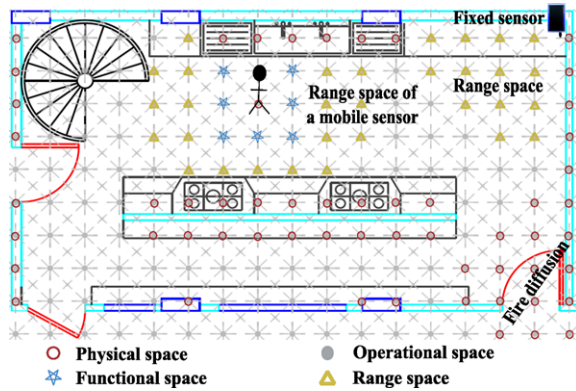 Fixed sensor
Range space of
a mobile sensor
Range space
Fire diffusion
Physical space
Operational space
Functional space
Range space